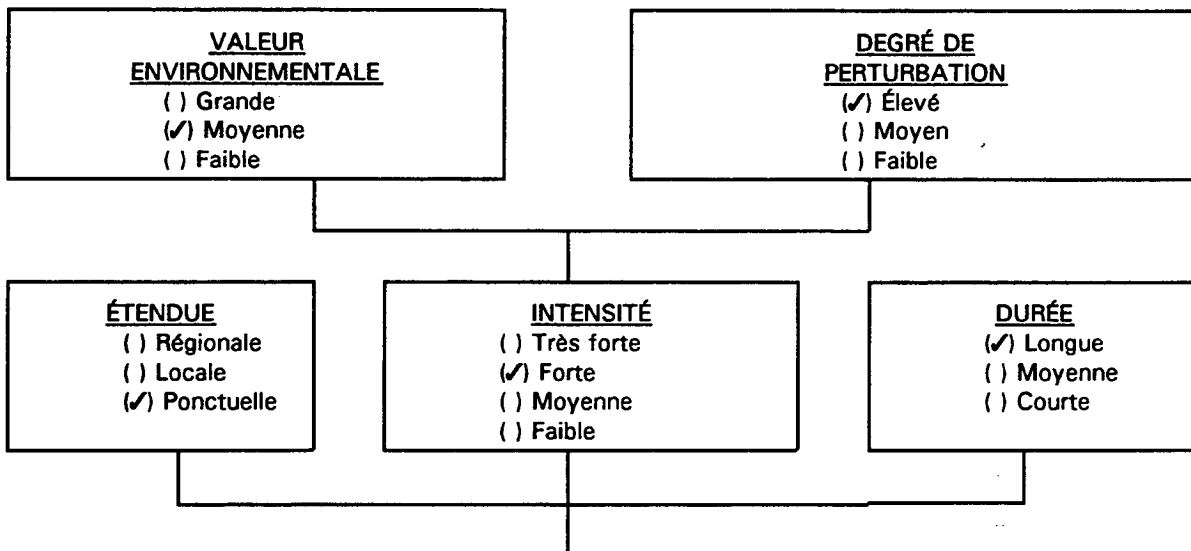 VALEUR
ENVIRONNEMENTALE
( ) Grande
(✓) Moyenne
( ) Faible
DEGRÉ DE
PERTURBATION
(✓) Élevé
( ) Moyen
( ) Faible
ÉTENDUE
( ) Régionale
( ) Locale
(✓) Ponctuelle
INTENSITÉ
( ) Très forte
(✓) Forte
( ) Moyenne
( ) Faible
DURÉE
(✓) Longue
( ) Moyenne
( ) Courte